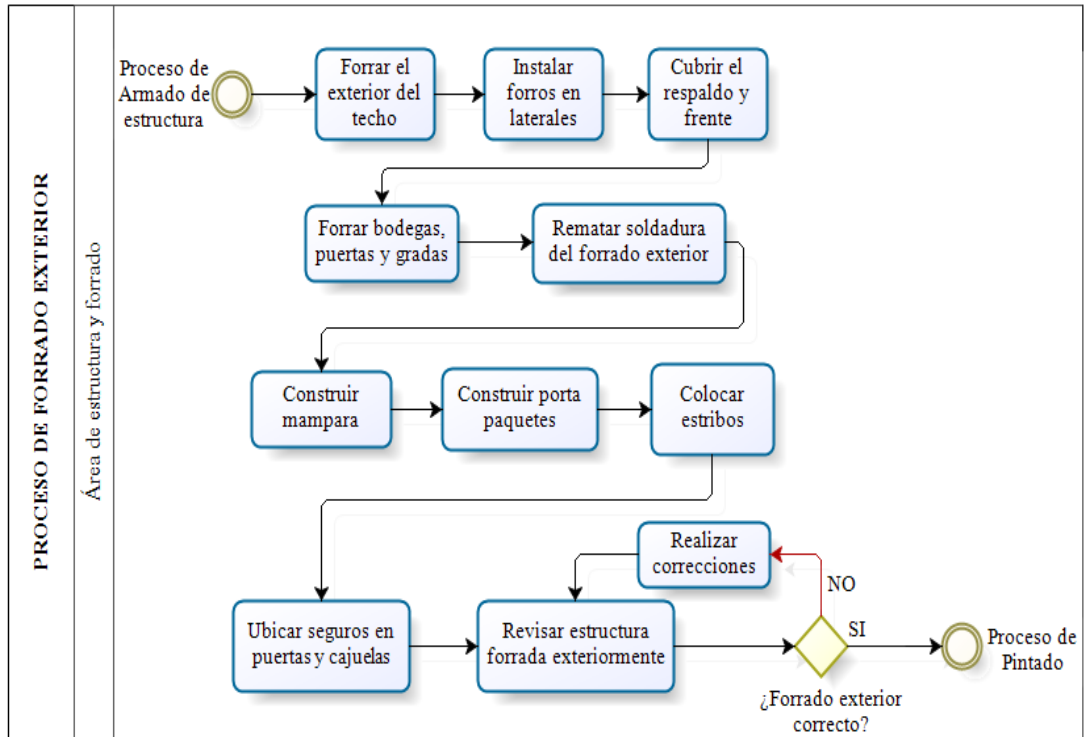 PROCESO DE FORRADO EXTERIOR
Área de estructura y forrado
Proceso de
Armado de
estructura
Forrar el
exterior del
techo
Instalar
forros en
laterales
Cubrir el
respaldo y
frente
Forrar bodegas,
puertas y gradas
Rematar soldadura
del forrado exterior
Construir
mampara
Construir porta
paquetes
Colocar
estribos
Realizar
correcciones
NO
Ubicar seguros en
puertas y cajuelas
Revisar estructura
forrada exteriormente
SI
Proceso de
Pintado
¿Forrado exterior
correcto?